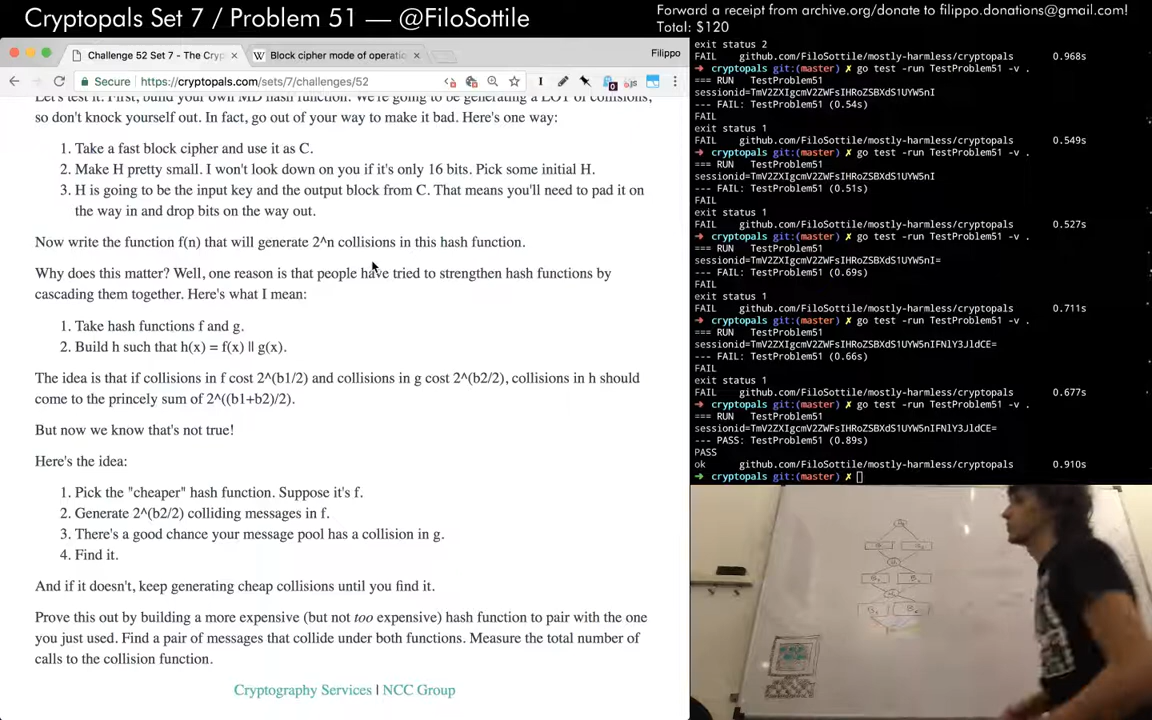 Cryptopals Set 7 / Problem 51 — @FiloSottile
Forward a receipt from archive.org/donate to filippo.donations@gmail.com!
Total: $120
Challenge 52 Set 7 - The Cryp
Block cipher mode of operatio
Filippo
Secure
https://cryptopals.com/sets/7/challenges/52
Let's test it. First, build your own MD hash function. We're going to be generating a LOT of collisions,
so don't knock yourself out. In fact, go out of your way to make it bad. Here's one way:
1. Take a fast block cipher and use it as C.
2. Make H pretty small. I won't look down on you if it's only 16 bits. Pick some initial H.
3. H is going to be the input key and the output block from C. That means you'll need to pad it on
the way in and drop bits on the way out.
Now write the function f(n) that will generate 2^n collisions in this hash function.
Why does this matter? Well, one reason is that people have tried to strengthen hash functions by
cascading them together. Here's what I mean:
1. Take hash functions f and g.
2. Build h such that h(x) = f(x) || g(x).
The idea is that if collisions in f cost 2^(b1/2) and collisions in g cost 2^(b2/2), collisions in h should
come to the princely sum of 2^((b1+b2)/2).
But now we know that's not true!
Here's the idea:
1. Pick the "cheaper" hash function. Suppose it's f.
2. Generate 2^(b2/2) colliding messages in f.
3. There's a good chance your message pool has a collision in g.
4. Find it.
And if it doesn't, keep generating cheap collisions until you find it.
Prove this out by building a more expensive (but not too expensive) hash function to pair with the one
you just used. Find a pair of messages that collide under both functions. Measure the total number of
calls to the collision function.
Cryptography Services | NCC Group
exit status 2
FAIL github.com/FiloSottile/mostly-harmless/cryptopals 0.968s
➜ cryptopals git:(master) ✗ go test -run TestProblem51 -v .
=== RUN TestProblem51
sessionid=TmV2ZXIgcmV2ZWFsIHRoZSBXdS1UYW5nI
--- FAIL: TestProblem51 (0.54s)
FAIL
exit status 1
FAIL github.com/FiloSottile/mostly-harmless/cryptopals 0.549s
➜ cryptopals git:(master) ✗ go test -run TestProblem51 -v .
=== RUN TestProblem51
sessionid=TmV2ZXIgcmV2ZWFsIHRoZSBXdS1UYW5nI
--- FAIL: TestProblem51 (0.51s)
FAIL
exit status 1
FAIL github.com/FiloSottile/mostly-harmless/cryptopals 0.527s
➜ cryptopals git:(master) ✗ go test -run TestProblem51 -v .
=== RUN TestProblem51
sessionid=TmV2ZXIgcmV2ZWFsIHRoZSBXdS1UYW5nI=
--- FAIL: TestProblem51 (0.69s)
FAIL
exit status 1
FAIL github.com/FiloSottile/mostly-harmless/cryptopals 0.711s
➜ cryptopals git:(master) ✗ go test -run TestProblem51 -v .
=== RUN TestProblem51
sessionid=TmV2ZXIgcmV2ZWFsIHRoZSBXdS1UYW5nIFNlY3JldCE=
--- FAIL: TestProblem51 (0.66s)
FAIL
exit status 1
FAIL github.com/FiloSottile/mostly-harmless/cryptopals 0.677s
➜ cryptopals git:(master) ✗ go test -run TestProblem51 -v .
=== RUN TestProblem51
sessionid=TmV2ZXIgcmV2ZWFsIHRoZSBXdS1UYW5nIFNlY3JldCE=
--- PASS: TestProblem51 (0.89s)
PASS
ok github.com/FiloSottile/mostly-harmless/cryptopals 0.910s
➜ cryptopals git:(master) ✗